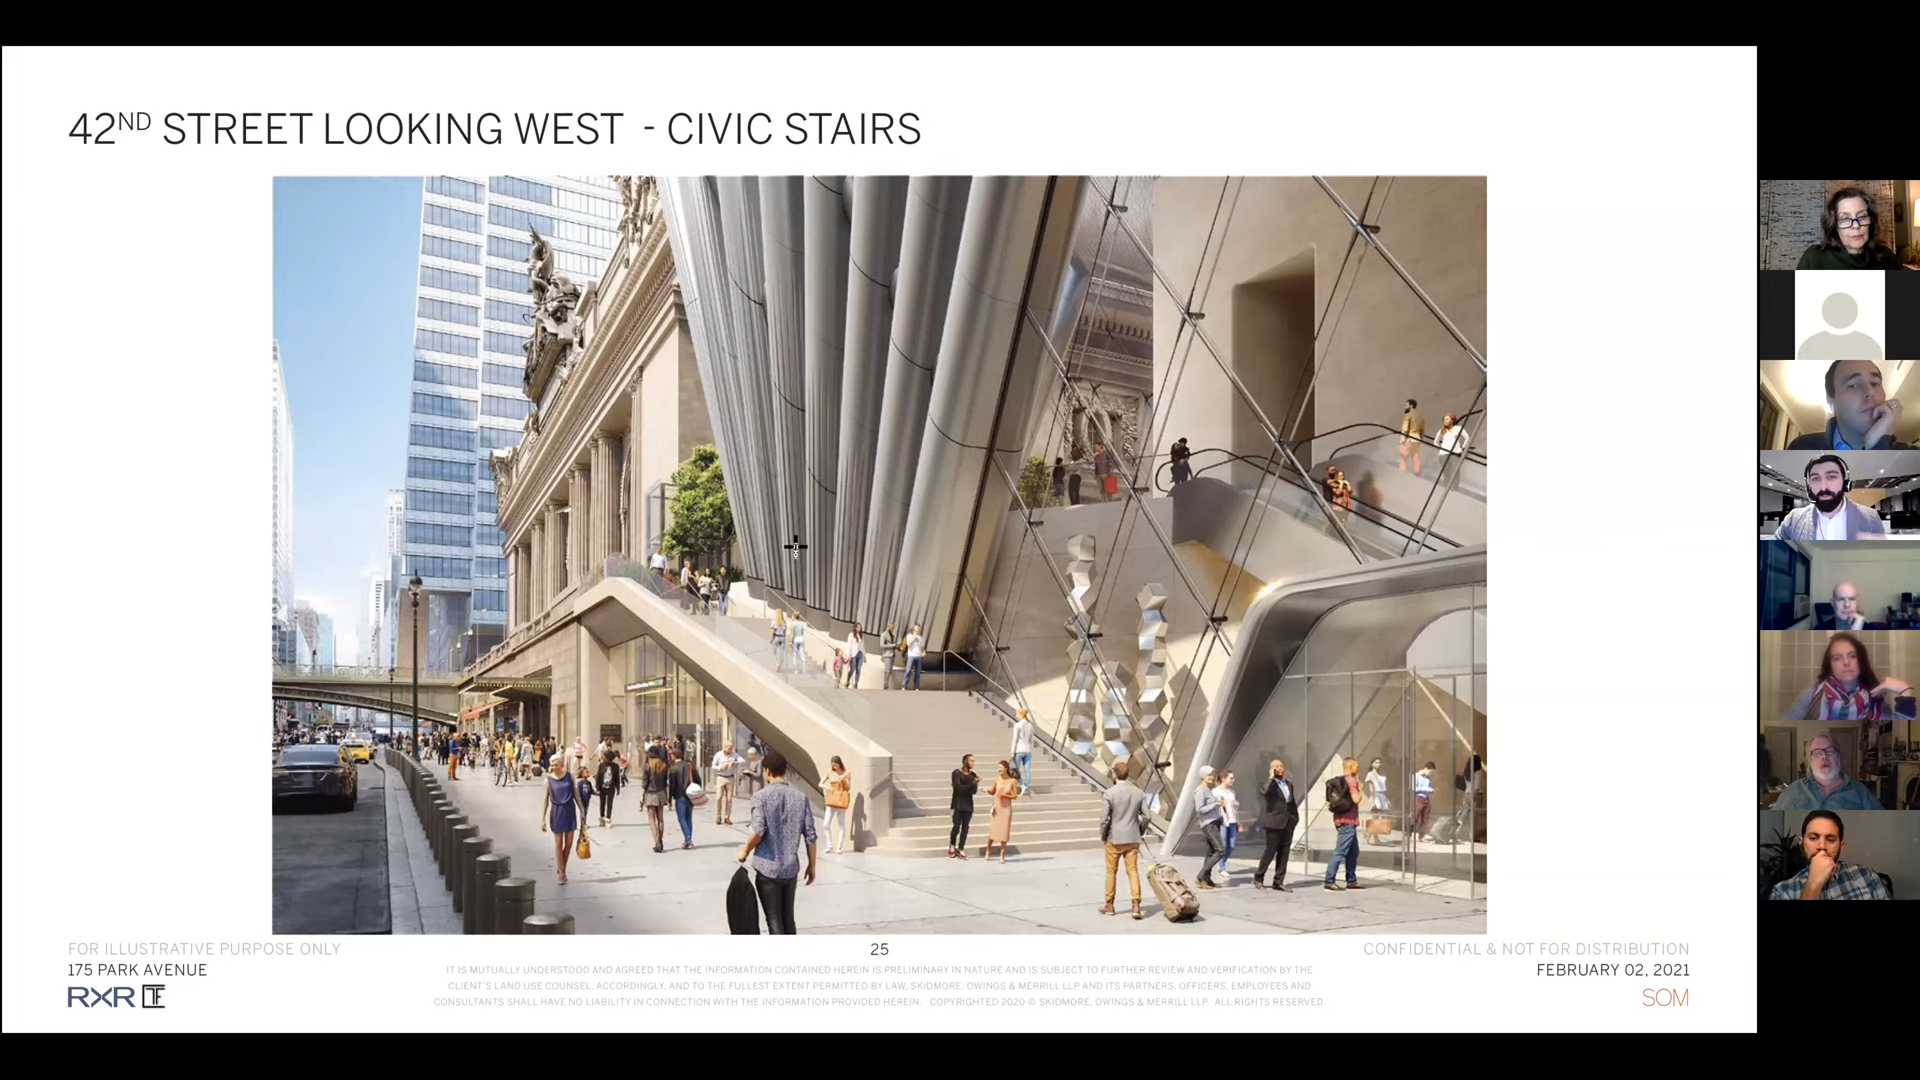 42ND STREET LOOKING WEST - CIVIC STAIRS
FOR ILLUSTRATIVE PURPOSE ONLY
25
CONFIDENTIAL & NOT FOR DISTRIBUTION
175 PARK AVENUE
FEBRUARY 02, 2021
RXR TF
IT IS MUTUALLY UNDERSTOOD AND AGREED THAT THE INFORMATION CONTAINED HEREIN IS PRELIMINARY IN NATURE AND IS SUBJECT TO FURTHER REVIEW AND VERIFICATION BY THE
CLIENT'S LAND USE COUNSEL. ACCORDINGLY, AND TO THE FULLEST EXTENT PERMITTED BY LAW, SKIDMORE, OWINGS & MERRILL LLP AND ITS PARTNERS, OFFICERS, EMPLOYEES AND
CONSULTANTS SHALL HAVE NO LIABILITY IN CONNECTION WITH THE INFORMATION PROVIDED HEREIN. COPYRIGHTED 2020 © SKIDMORE, OWINGS & MERRILL LLP. ALL RIGHTS RESERVED.
SOM